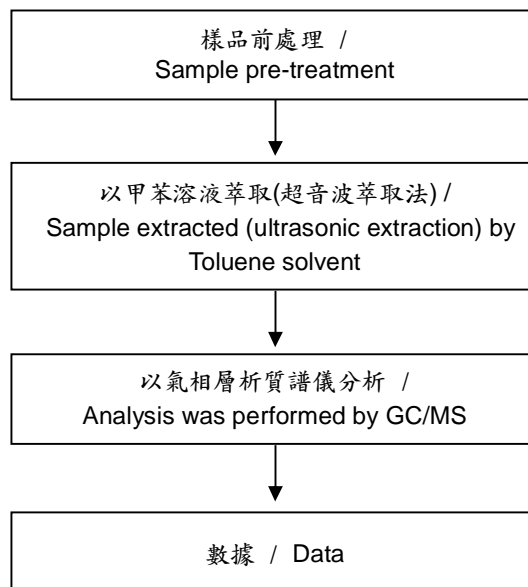 樣品前處理 /
Sample pre-treatment
以甲苯溶液萃取(超音波萃取法) /
Sample extracted (ultrasonic extraction) by
Toluene solvent
以氣相層析質譜儀分析 /
Analysis was performed by GC/MS
數據 / Data